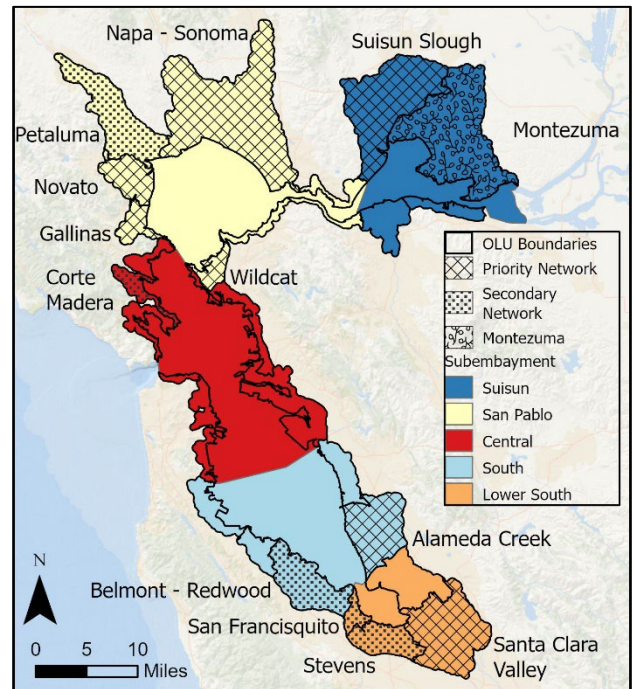 Napa - Sonoma
Suisun Slough
Petaluma
Montezuma
Novato
Gallinas
Corte
Madera
Wildcat
OLU Boundaries
Priority Network
Secondary
Network
Montezuma
Subembayment
Suisun
San Pablo
Central
South
Lower South
Alameda Creek
Belmont - Redwood
San Francisquito
Stevens
Santa Clara
Valley
N
0 5 10
Miles